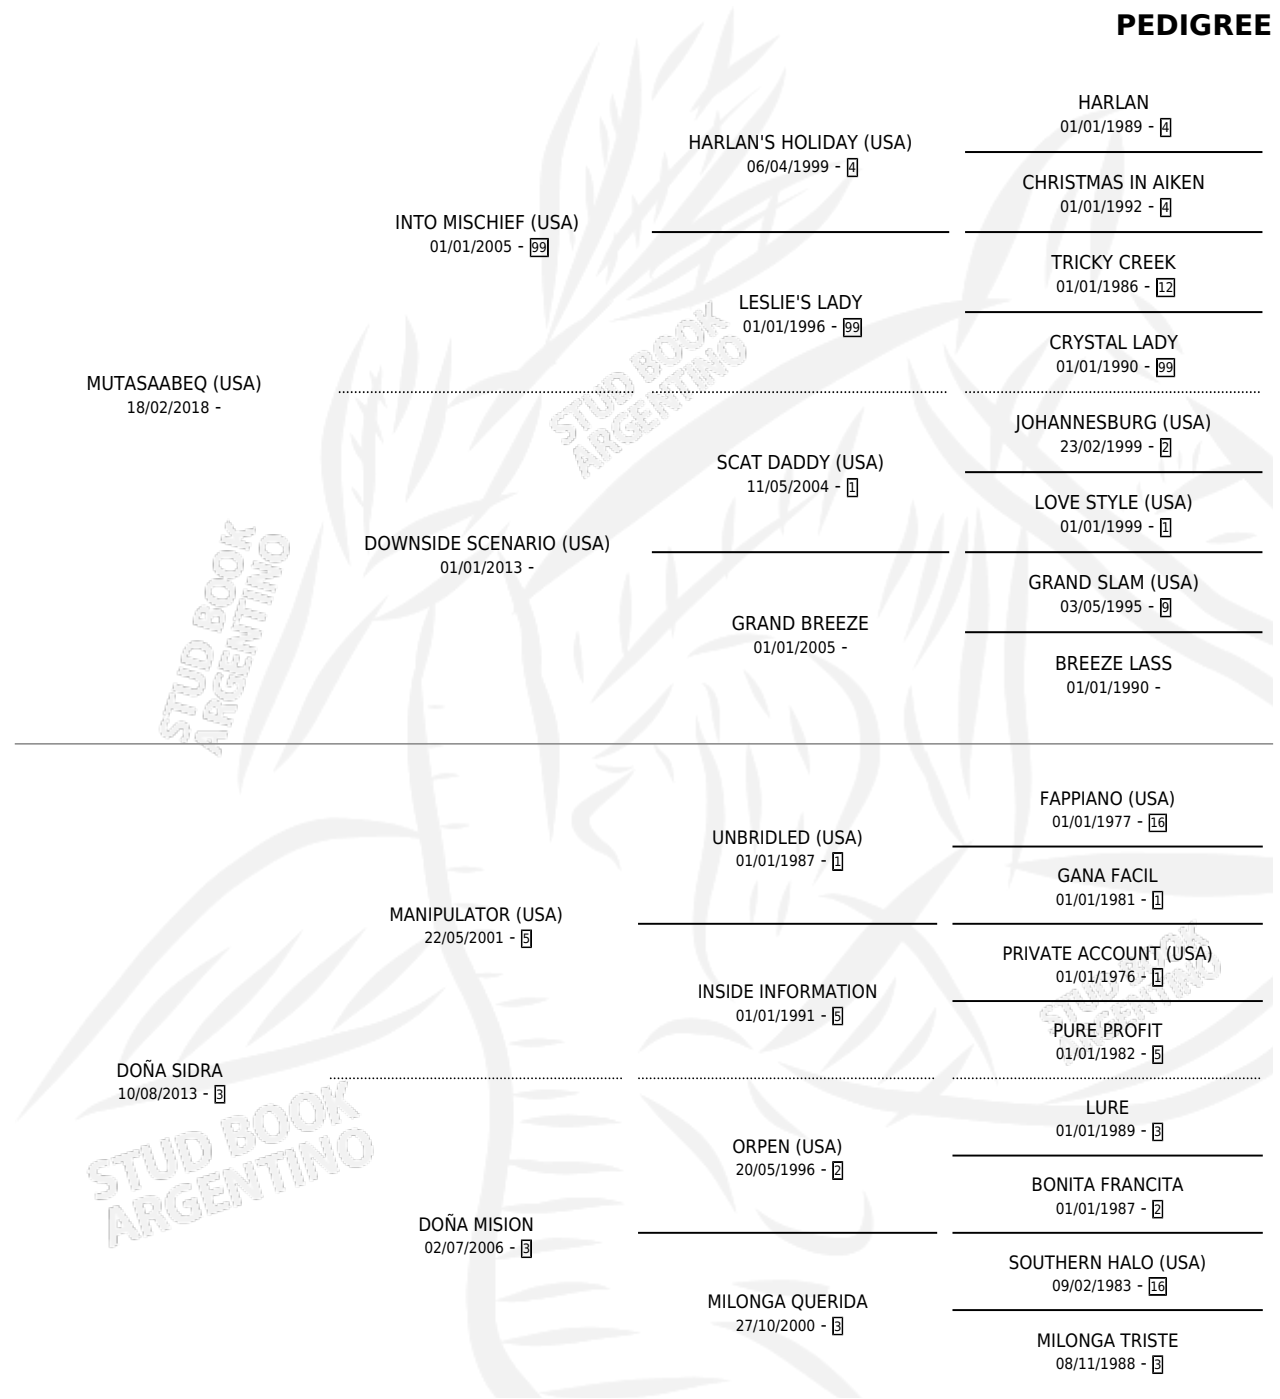 PEDIGREE
HARLAN
01/01/1989 - 4
HARLAN'S HOLIDAY (USA)
06/04/1999 - 4
CHRISTMAS IN AIKEN
01/01/1992 - 4
INTO MISCHIEF (USA)
01/01/2005 - 99
TRICKY CREEK
01/01/1986 - 12
LESLIE'S LADY
01/01/1996 - 99
CRYSTAL LADY
01/01/1990 - 99
MUTASAABEQ (USA)
18/02/2018 -
JOHANNESBURG (USA)
23/02/1999 - 2
SCAT DADDY (USA)
11/05/2004 - 1
LOVE STYLE (USA)
01/01/1999 - 1
DOWNSIDE SCENARIO (USA)
01/01/2013 -
GRAND SLAM (USA)
03/05/1995 - 9
GRAND BREEZE
01/01/2005 -
BREEZE LASS
01/01/1990 -
FAPPIANO (USA)
01/01/1977 - 16
UNBRIDLED (USA)
01/01/1987 - 1
GANA FACIL
01/01/1981 - 1
MANIPULATOR (USA)
22/05/2001 - 5
PRIVATE ACCOUNT (USA)
01/01/1976 - 1
INSIDE INFORMATION
01/01/1991 - 5
PURE PROFIT
01/01/1982 - 5
DOÑA SIDRA
10/08/2013 - 3
LURE
01/01/1989 - 3
ORPEN (USA)
20/05/1996 - 2
BONITA FRANCITA
01/01/1987 - 2
DOÑA MISION
02/07/2006 - 3
SOUTHERN HALO (USA)
09/02/1983 - 16
MILONGA QUERIDA
27/10/2000 - 3
MILONGA TRISTE
08/11/1988 - 3
STUD BOOK
ARGENTINO
STUD BOOK
ARGENTINO
STUD BOOK
ARGENTINO
STUD BOOK
ARGENTINO